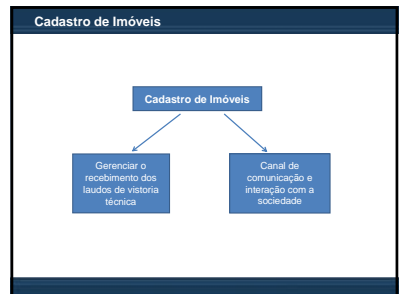 Cadastro de Imóveis
Cadastro de Imóveis
Gerenciar o
recebimento dos
laudos de vistoria
técnica
Canal de
comunicação e
interação com a
sociedade